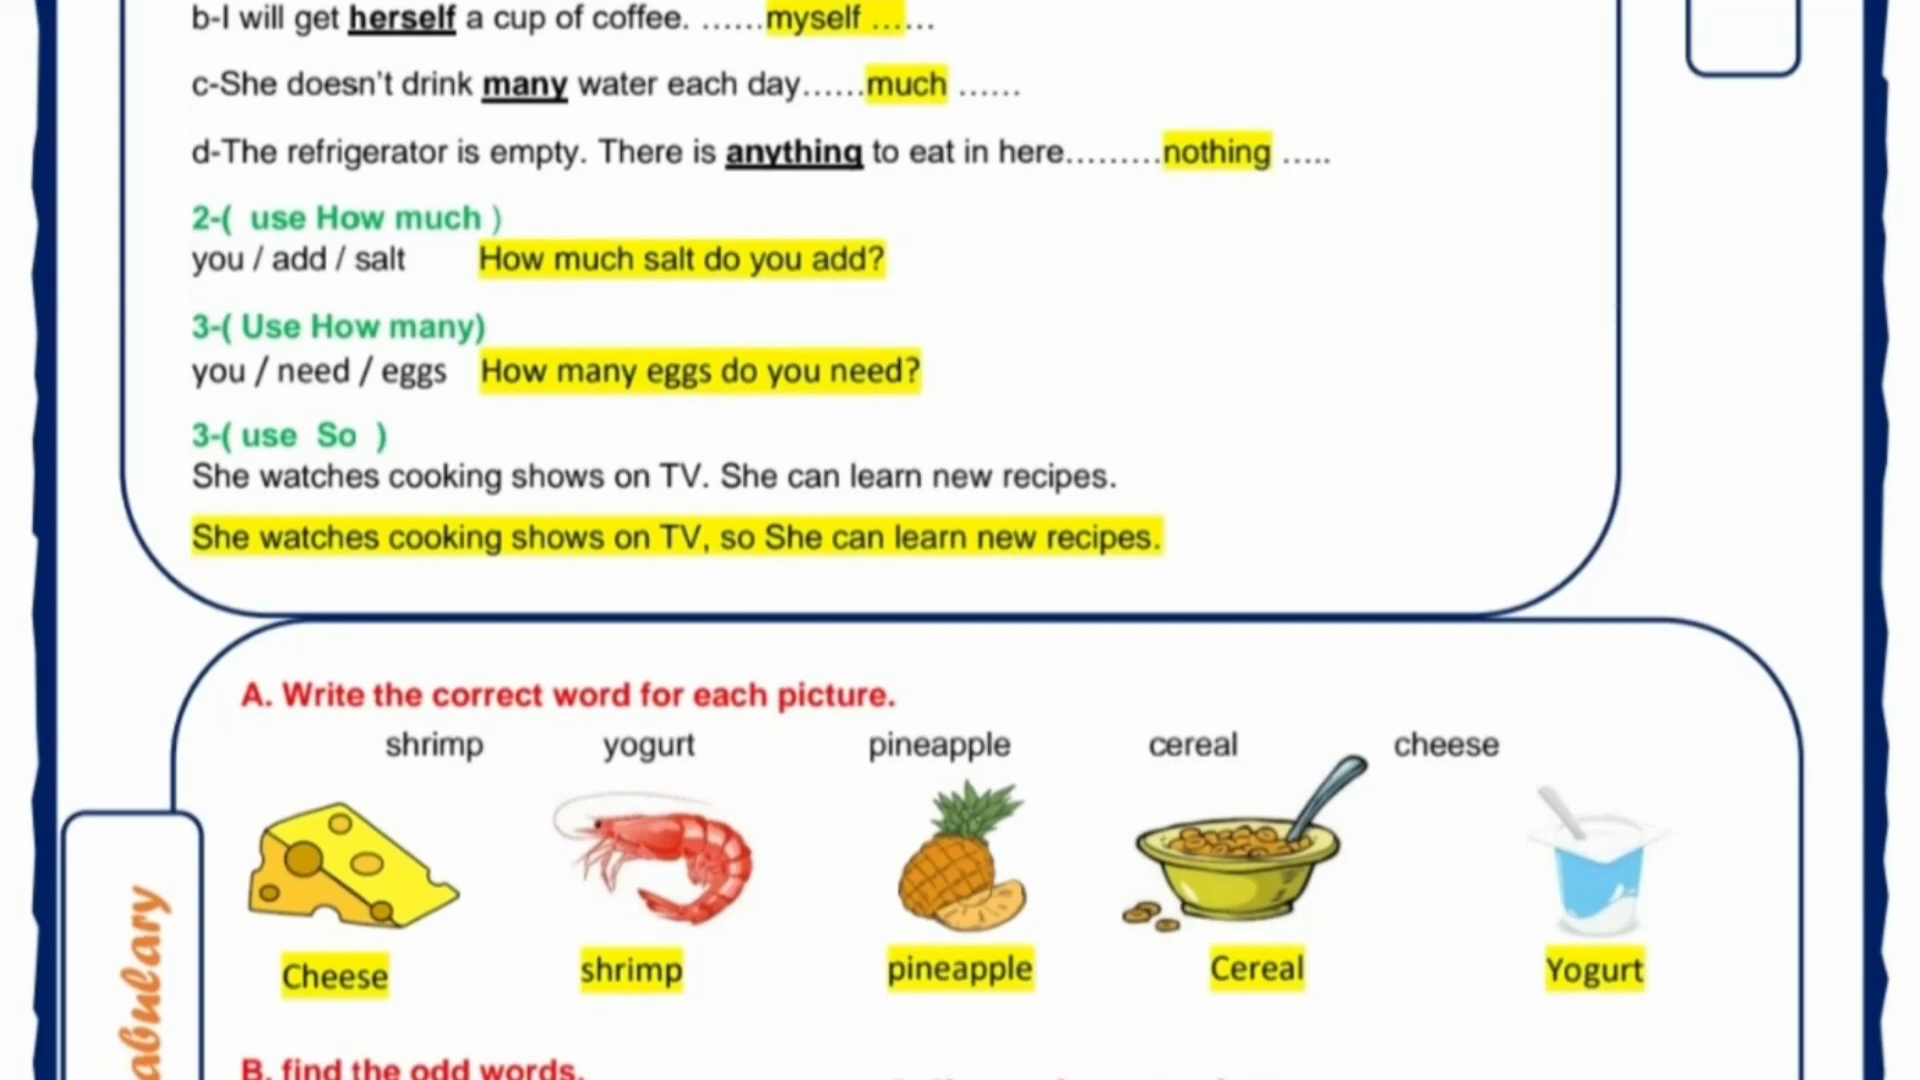 b-I will get herself a cup of coffee. ......myself ......
c-She doesn't drink many water each day......much ......
d-The refrigerator is empty. There is anything to eat in here.........nothing .....
2-( use How much )
you / add / salt How much salt do you add?
3-( Use How many)
you / need / eggs How many eggs do you need?
3-( use So )
She watches cooking shows on TV. She can learn new recipes.
She watches cooking shows on TV, so She can learn new recipes.
A. Write the correct word for each picture.
shrimp yogurt pineapple cereal cheese
Cheese shrimp pineapple Cereal Yogurt
abulary
B. find the odd words.